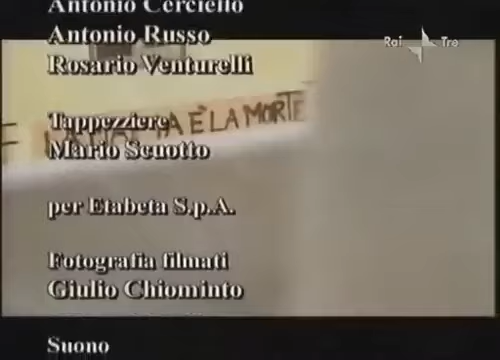 Antonio Cerciello
Antonio Russo
Rosario Venturelli
Rai Tre
Tappezziere
È LA MORTE
Mario Scuotto
per Etabeta S.p.A.
Fotografia filmati
Giulio Chiominto
Suono